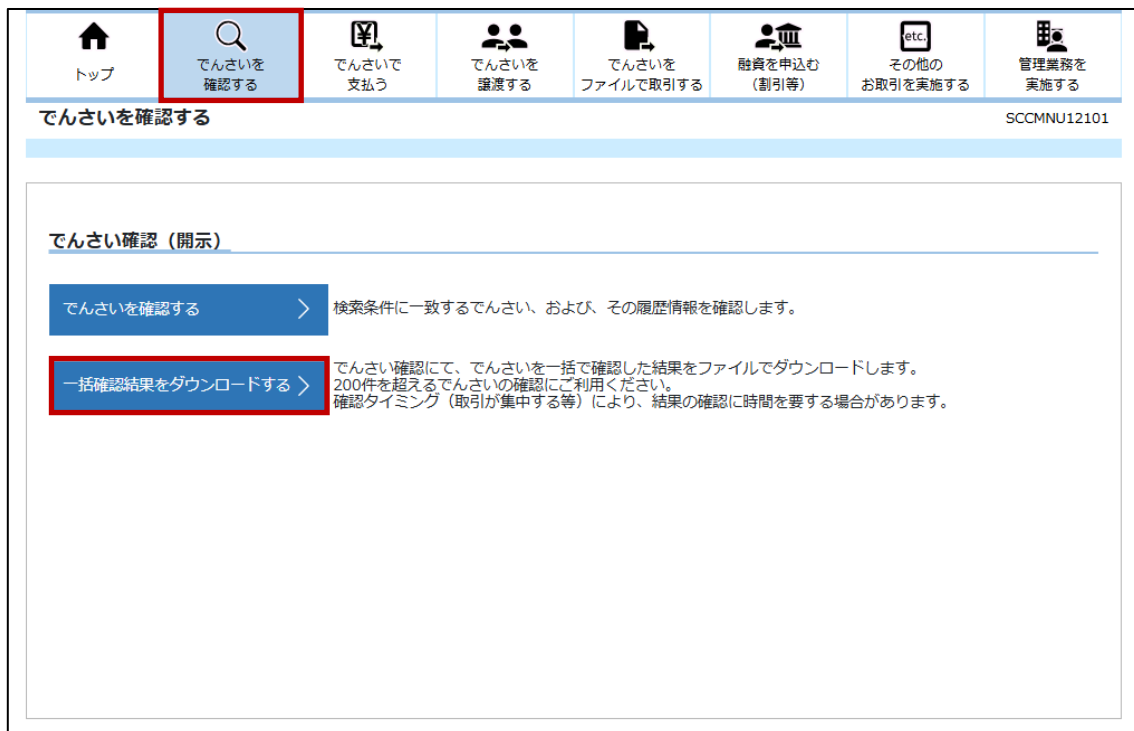 トップ
でんさいを
確認する
でんさいで
支払う
でんさいを
譲渡する
でんさいを
ファイルで取引する
融資を申込む
(割引等)
etc.
その他の
お取引を実施する
管理業務を
実施する
でんさいを確認する
SCCMNU12101
でんさい確認（開示）
でんさいを確認する
検索条件に一致するでんさい、および、その履歴情報を確認します。
一括確認結果をダウンロードする
でんさい確認にて、でんさいを一括で確認した結果をファイルでダウンロードします。
200件を超えるでんさいの確認にご利用ください。
確認タイミング（取引が集中する等）により、結果の確認に時間を要する場合があります。